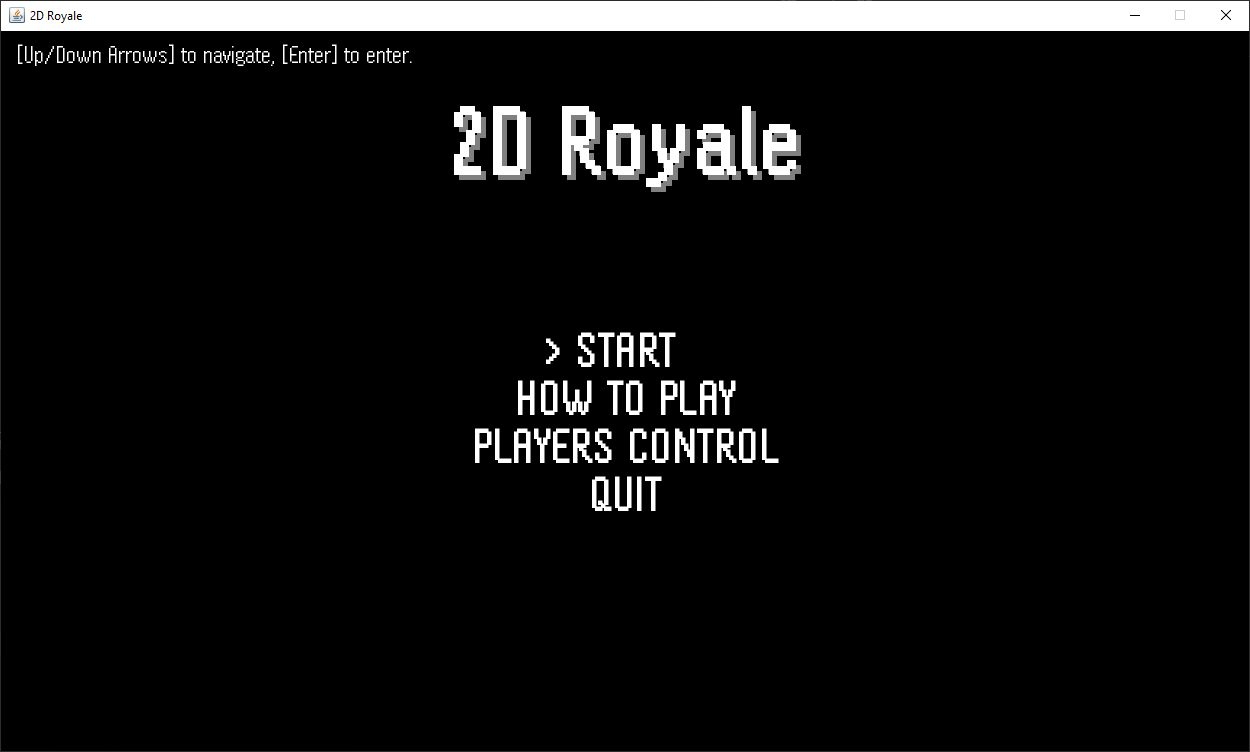 2D Royale
[Up/Down Arrows] to navigate, [Enter] to enter.
2D Royale
> START
HOW TO PLAY
PLAYERS CONTROL
QUIT